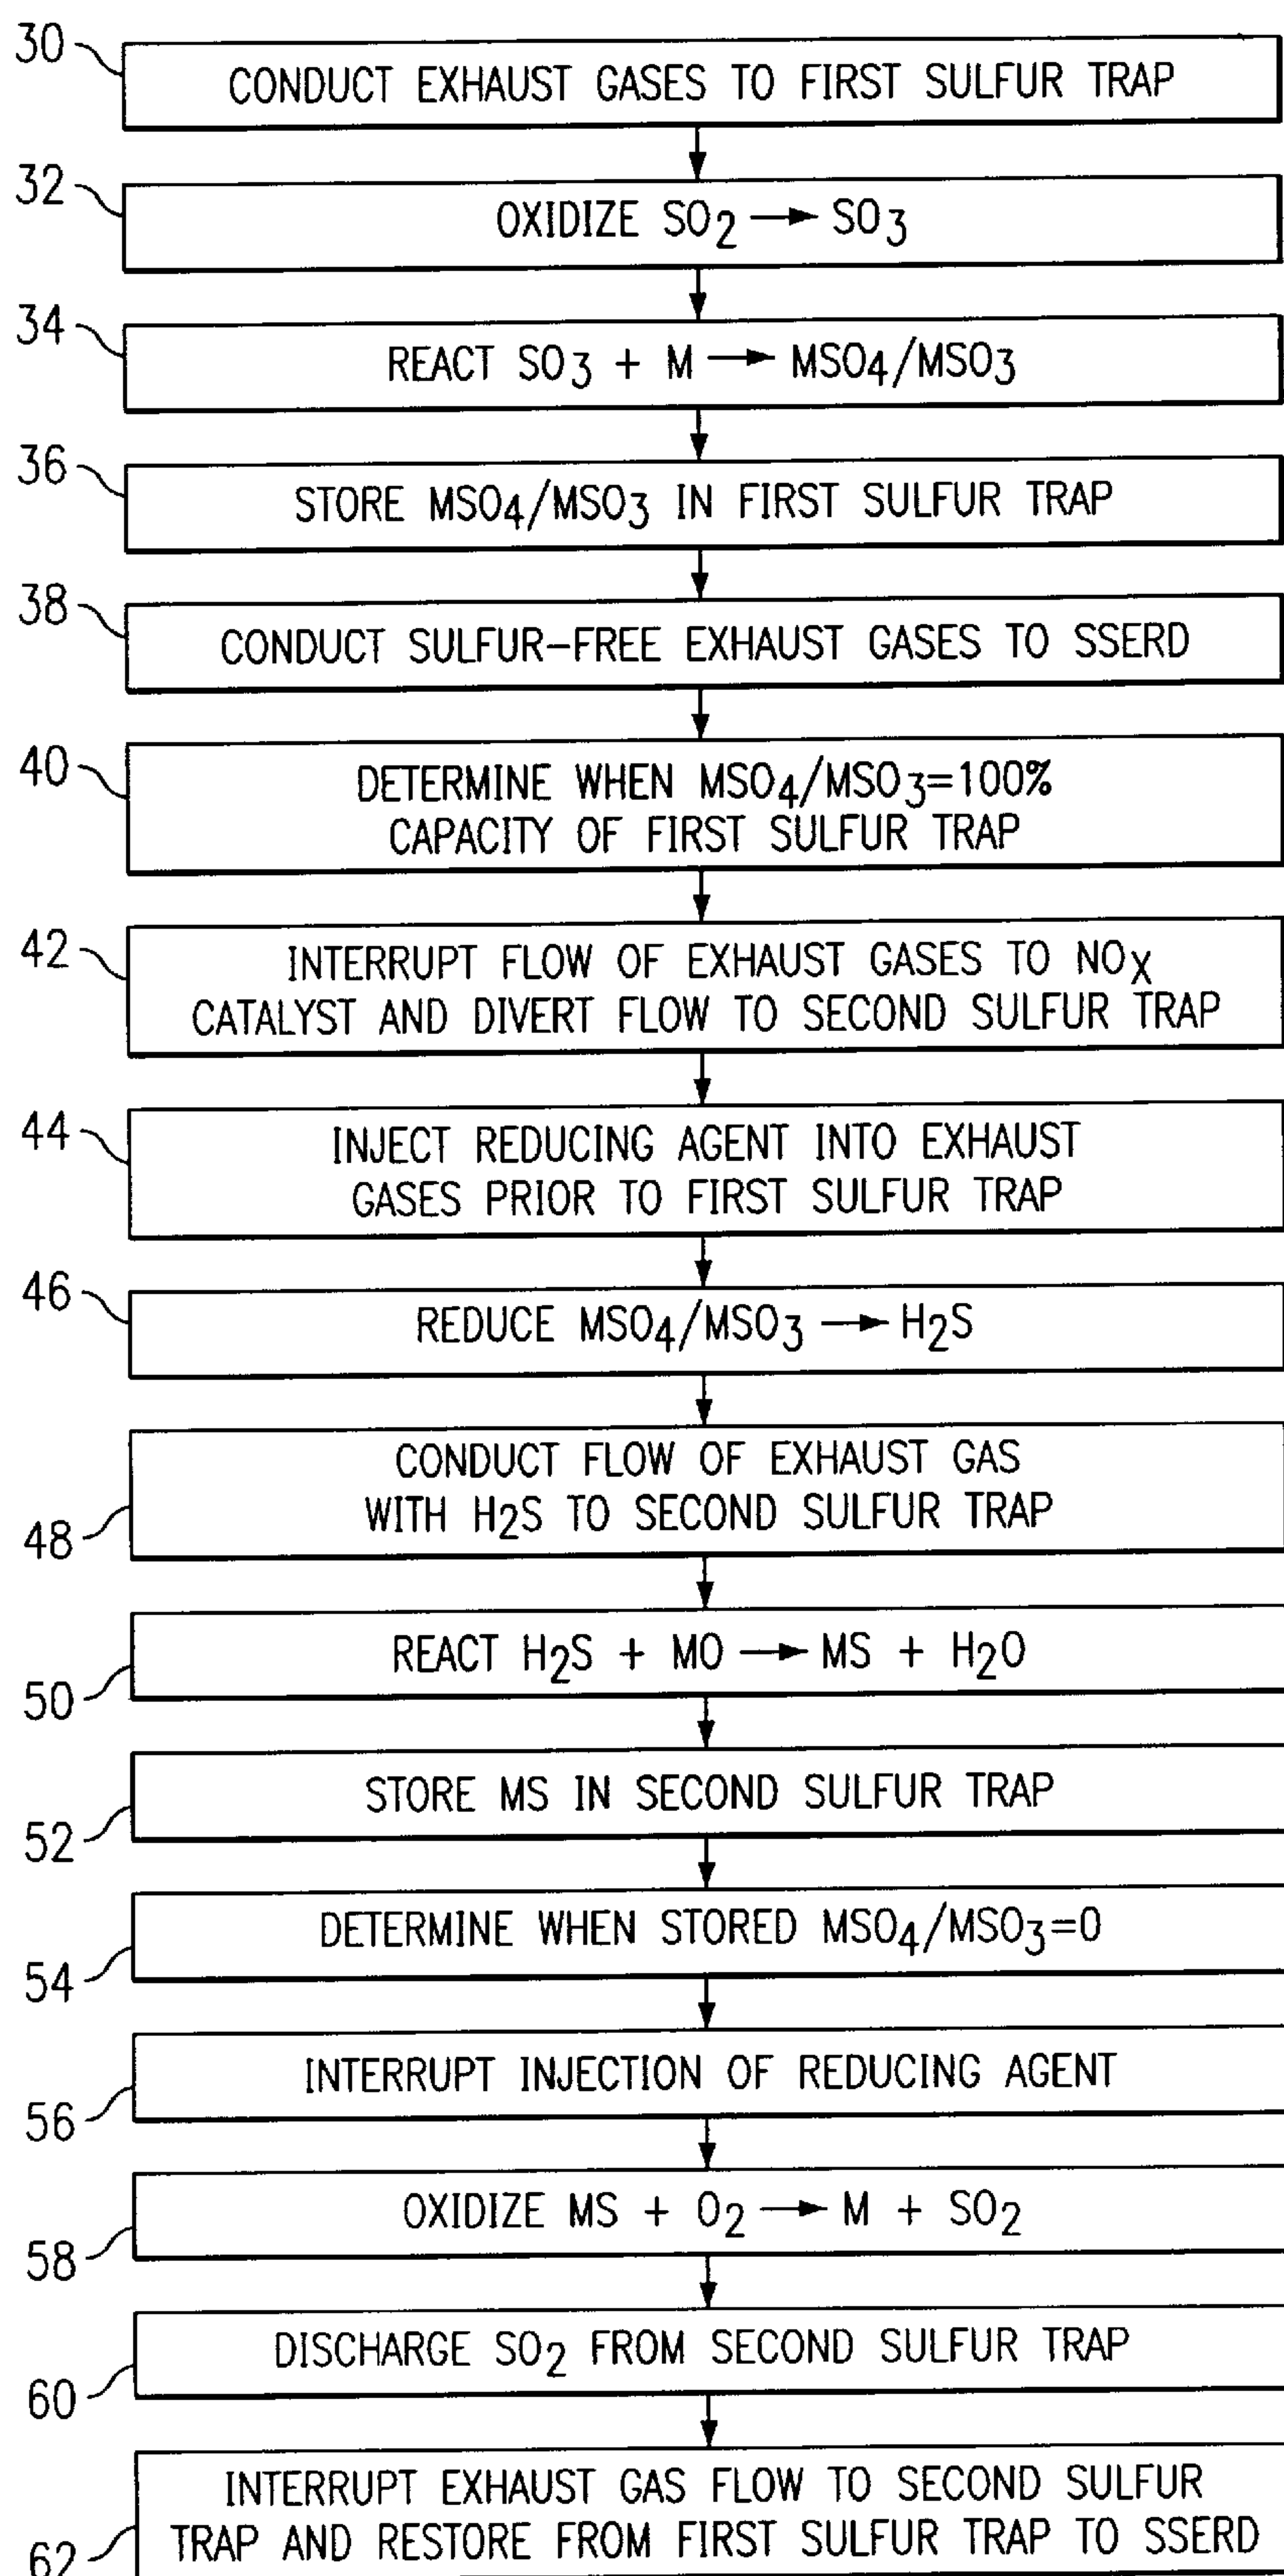 30
CONDUCT EXHAUST GASES TO FIRST SULFUR TRAP
32
OXIDIZE SO2 → SO3
34
REACT SO3 + M → MSO4/MSO3
36
STORE MSO4/MSO3 IN FIRST SULFUR TRAP
38
CONDUCT SULFUR-FREE EXHAUST GASES TO SSERD
40
DETERMINE WHEN MSO4/MSO3=100%
CAPACITY OF FIRST SULFUR TRAP
42
INTERRUPT FLOW OF EXHAUST GASES TO NOX
CATALYST AND DIVERT FLOW TO SECOND SULFUR TRAP
44
INJECT REDUCING AGENT INTO EXHAUST
GASES PRIOR TO FIRST SULFUR TRAP
46
REDUCE MSO4/MSO3 → H2S
48
CONDUCT FLOW OF EXHAUST GAS
WITH H2S TO SECOND SULFUR TRAP
50
REACT H2S + MO → MS + H2O
52
STORE MS IN SECOND SULFUR TRAP
54
DETERMINE WHEN STORED MSO4/MSO3=0
56
INTERRUPT INJECTION OF REDUCING AGENT
58
OXIDIZE MS + O2 → M + SO2
60
DISCHARGE SO2 FROM SECOND SULFUR TRAP
62
INTERRUPT EXHAUST GAS FLOW TO SECOND SULFUR
TRAP AND RESTORE FROM FIRST SULFUR TRAP TO SSERD